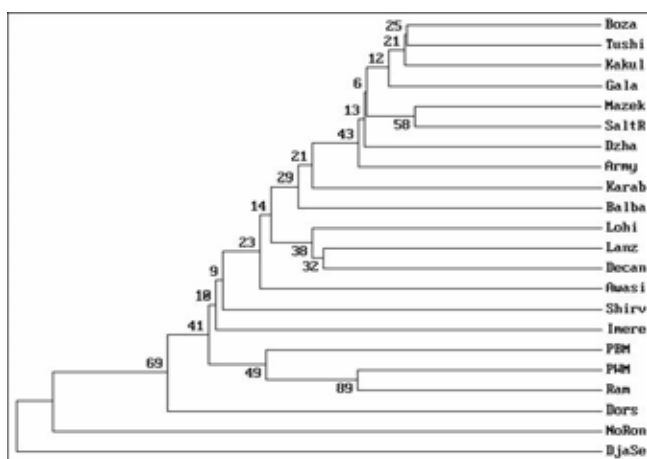 25 Boza
21 Tushi
12 Kakul
6 Gala
13 Mazek
58 SaltR
43 Dzha
21 Army
29 Karab
14 Balba
23 Lohi
38 Lanz
32 Decan
9 Awasi
10 Shirv
41 Imere
69 PBM
49 PWM
89 Ram
Dors
NoRon
DjaSe